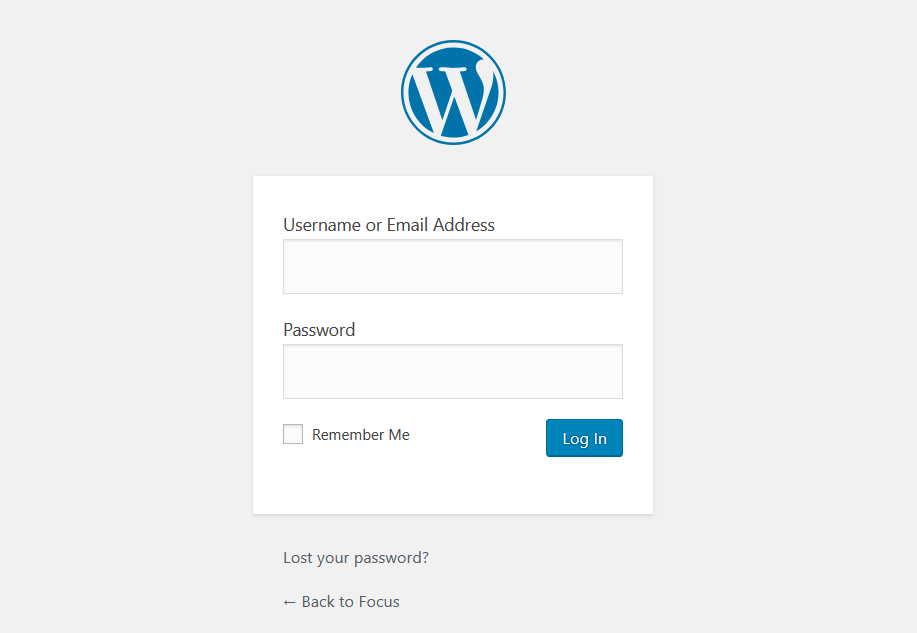 Username or Email Address
Password
Remember Me
Log In
Lost your password?
← Back to Focus